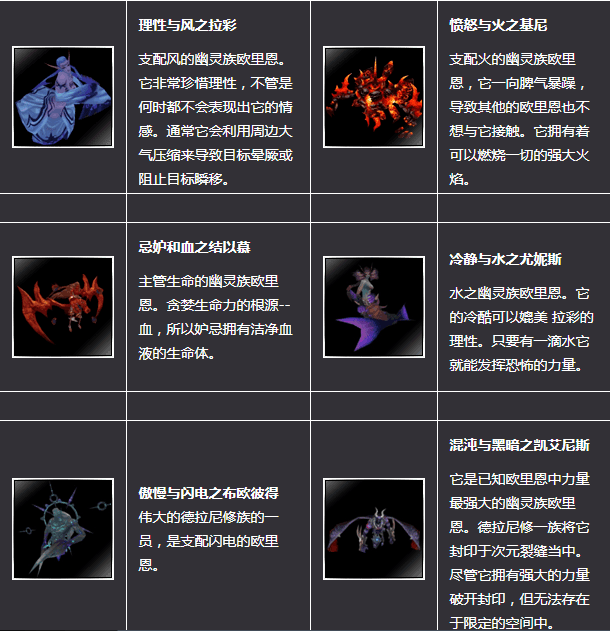 理性与风之拉彩
支配风的幽灵族欧里恩。
它非常珍惜理性，不管是
何时都不会表现出它的情
感。通常它会利用周边大
气压缩来导致目标晕厥或
阻止目标瞬移。
愤怒与火之基尼
支配火的幽灵族欧里
恩，它一向脾气暴躁，
导致其他的欧里恩也不
想与它接触。它拥有着
可以燃烧一切的强大火
焰。
忌妒和血之结以慕
主管生命的幽灵族欧里
恩。贪婪生命力的根源--
血，所以妒忌拥有洁净血
液的生命体。
冷静与水之尤妮斯
水之幽灵族欧里恩。它
的冷酷可以媲美 拉彩的
理性。只要有一滴水它
就能发挥恐怖的力量。
傲慢与闪电之布欧彼得
伟大的德拉尼修族的一
员，是支配闪电的欧里
恩。
混沌与黑暗之凯艾尼斯
它是已知欧里恩中力量
最强大的幽灵族欧里
恩。德拉尼修一族将它
封印于次元裂缝当中。
尽管它拥有强大的力量
破开封印，但无法存在
于限定的空间中。